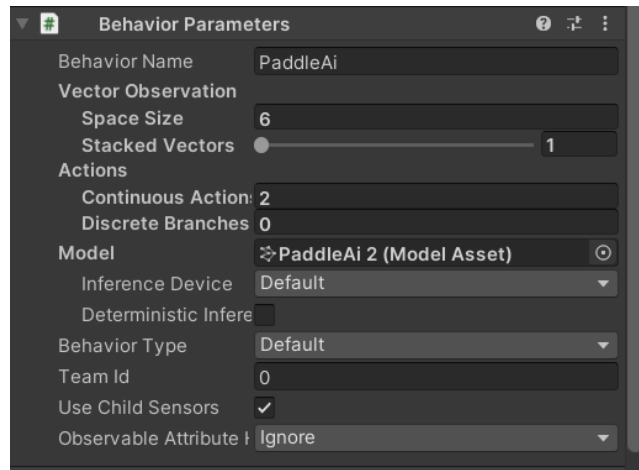 # Behavior Parameters
Behavior Name PaddleAi
Vector Observation
Space Size 6
Stacked Vectors 1
Actions
Continuous Action 2
Discrete Branches 0
Model PaddleAi 2 (Model Asset)
Inference Device Default
Deterministic Infere
Behavior Type Default
Team Id 0
Use Child Sensors
Observable Attribute Ignore